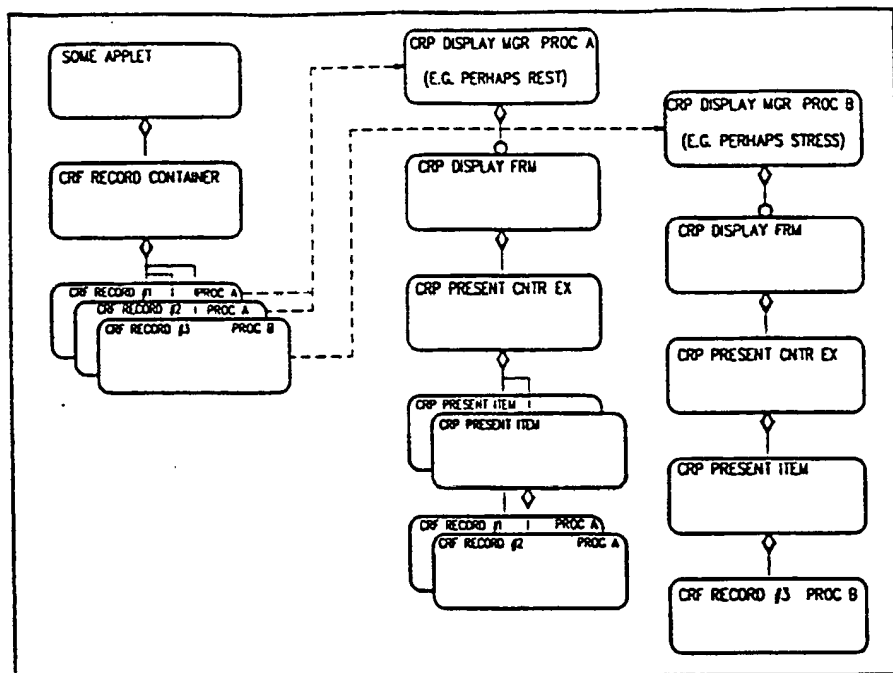 SOME APPLET
CRF RECORD CONTAINER
CRF RECORD #1 PROC A
CRF RECORD #2 PROC A
CRF RECORD #3 PROC B
CRP DISPLAY MGR PROC A
(E.G. PERHAPS REST)
CRP DISPLAY FRM
CRP PRESENT CNTR EX
CRP PRESENT ITEM
CRP PRESENT ITEM
CRF RECORD #1 PROC A
CRF RECORD #2 PROC A
CRP DISPLAY MGR PROC B
(E.G. PERHAPS STRESS)
CRP DISPLAY FRM
CRP PRESENT CNTR EX
CRP PRESENT ITEM
CRF RECORD #3 PROC B